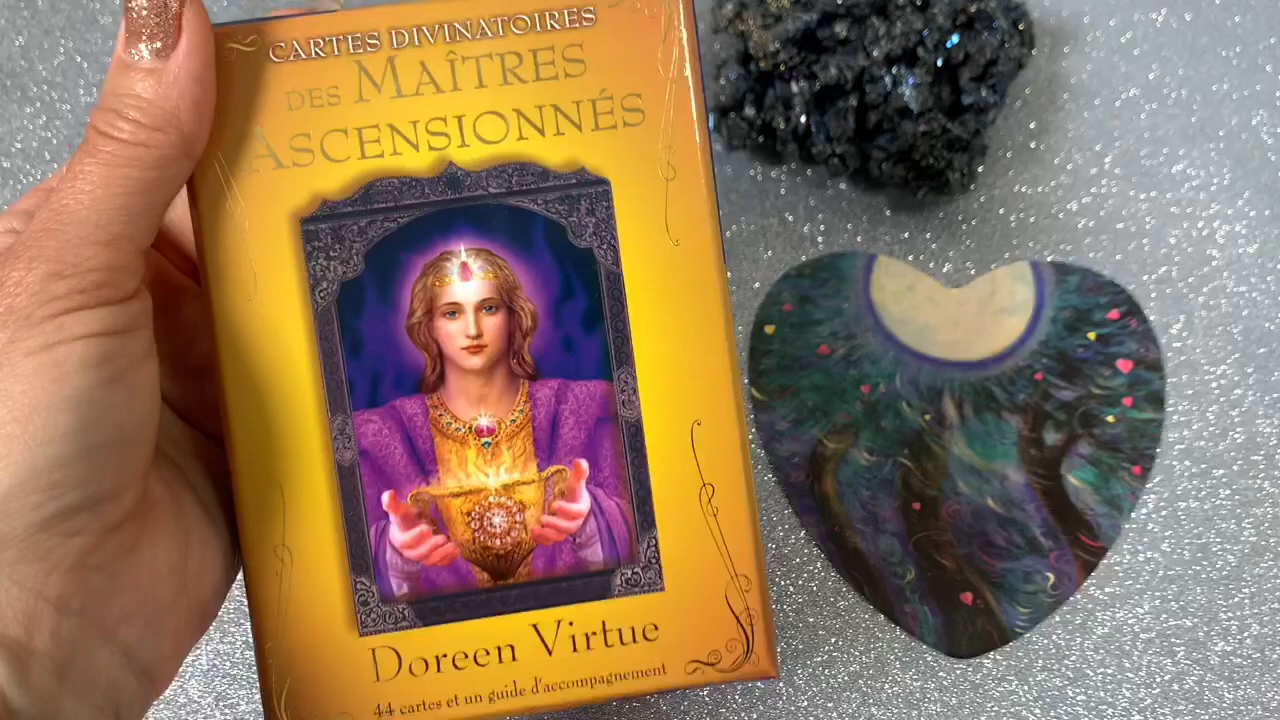 CARTES DIVINATOIRES
DES MAÎTRES
ASCENSIONNÉS
Doreen Virtue
44 cartes et un guide d'accompagnement